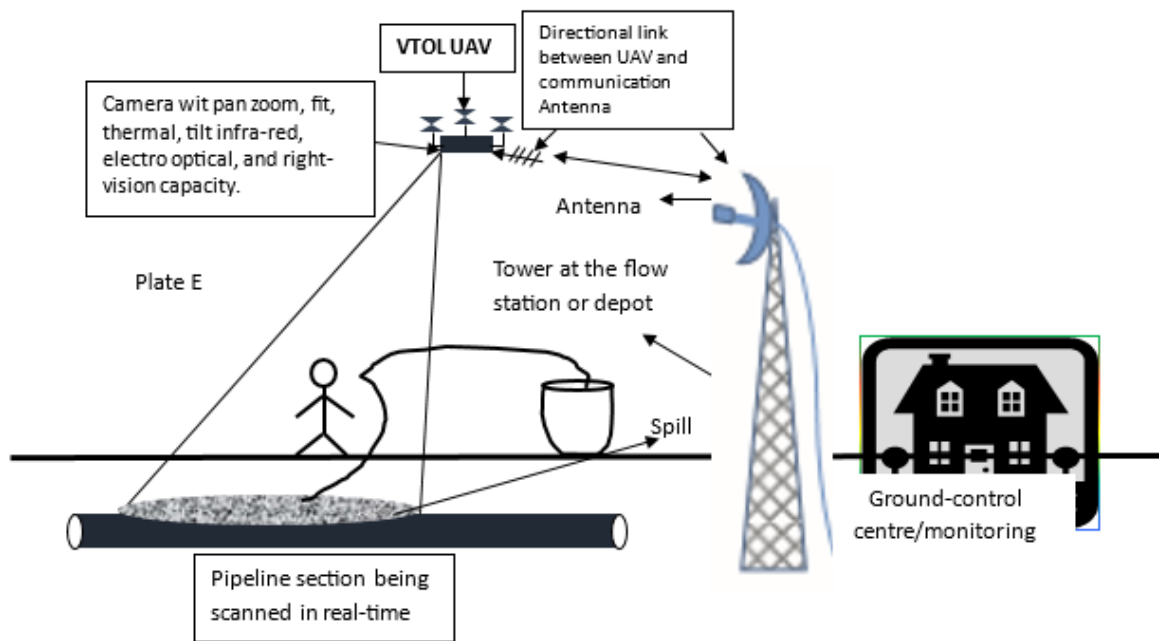 VTOL UAV
Directional link
between UAV and
communication
Antenna
Camera wit pan zoom, fit,
thermal, tilt infra-red,
electro optical, and right-
vision capacity.
Antenna
Plate E
Tower at the flow
station or depot
Spill
Ground-control
centre/monitoring
Pipeline section being
scanned in real-time